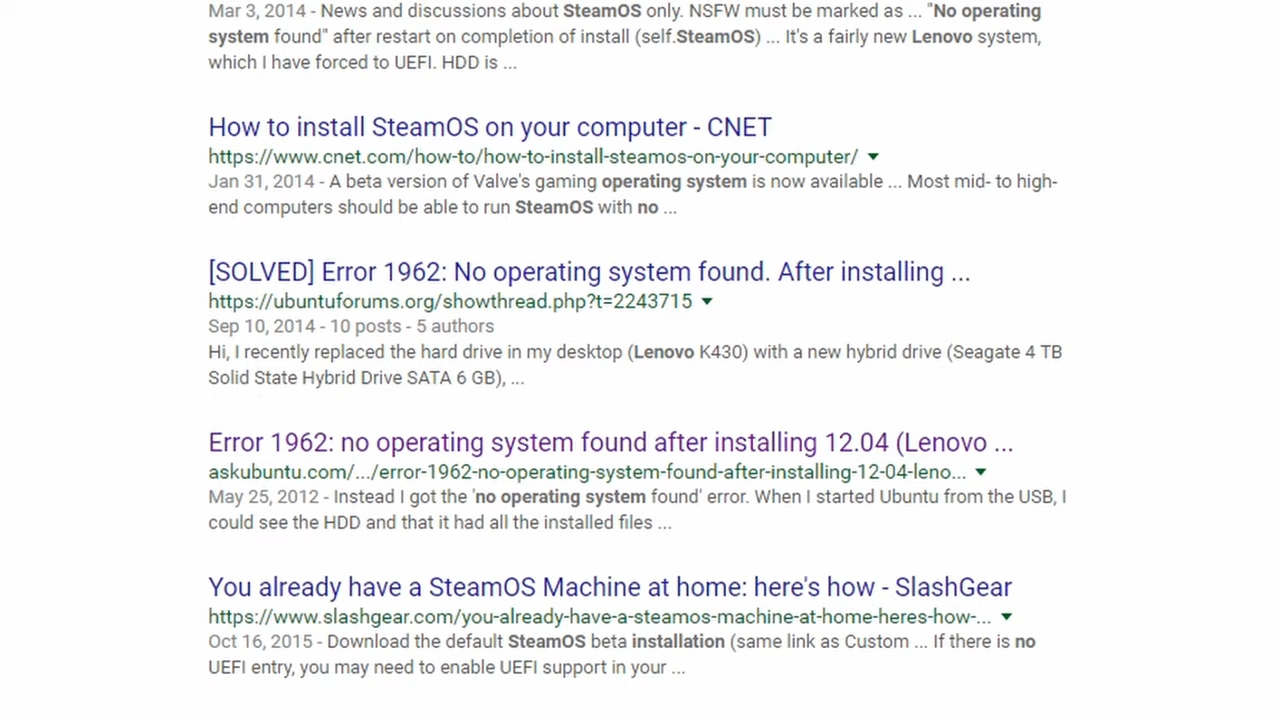 Mar 3, 2014 - News and discussions about SteamOS only. NSFW must be marked as ... "No operating
system found" after restart on completion of install (self.SteamOS) ... It's a fairly new Lenovo system,
which I have forced to UEFI. HDD is ...
How to install SteamOS on your computer - CNET
https://www.cnet.com/how-to/how-to-install-steamos-on-your-computer/
Jan 31, 2014 - A beta version of Valve's gaming operating system is now available ... Most mid- to high-
end computers should be able to run SteamOS with no ...
[SOLVED] Error 1962: No operating system found. After installing ...
https://ubuntuforums.org/showthread.php?t=2243715
Sep 10, 2014 - 10 posts - 5 authors
Hi, I recently replaced the hard drive in my desktop (Lenovo K430) with a new hybrid drive (Seagate 4 TB
Solid State Hybrid Drive SATA 6 GB), ...
Error 1962: no operating system found after installing 12.04 (Lenovo ...
askubuntu.com/.../error-1962-no-operating-system-found-after-installing-12-04-leno...
May 25, 2012 - Instead I got the 'no operating system found' error. When I started Ubuntu from the USB, I
could see the HDD and that it had all the installed files ...
You already have a SteamOS Machine at home: here's how - SlashGear
https://www.slashgear.com/you-already-have-a-steamos-machine-at-home-heres-how-...
Oct 16, 2015 - Download the default SteamOS beta installation (same link as Custom ... If there is no
UEFI entry, you may need to enable UEFI support in your ...